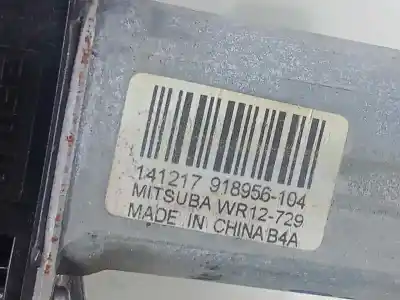 141217 918956-104
MITSUBA WR12-729
MADE IN CHINA B4A